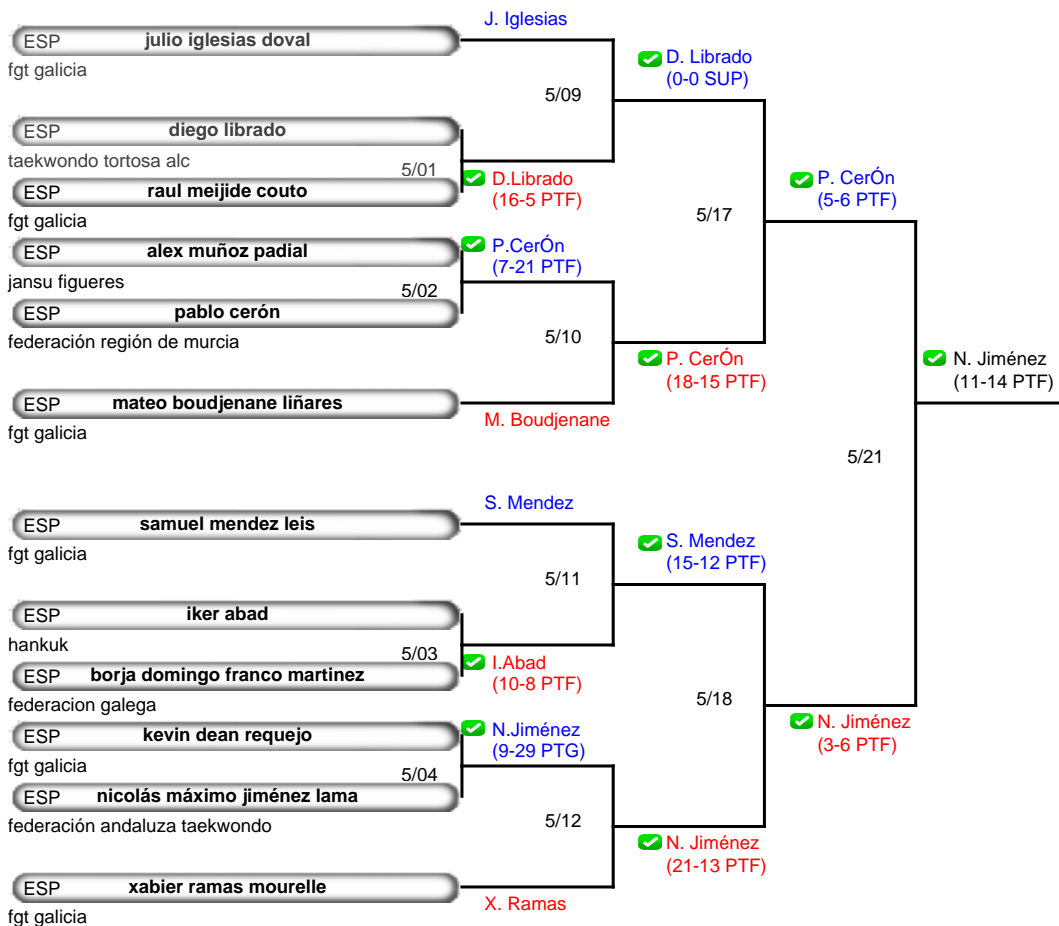 J. Iglesias
ESP julio iglesias doval
fgt galicia
D. Librado
(0-0 SUP)
5/09
ESP diego librado
taekwondo tortosa alc
5/01
D.Librado
(16-5 PTF)
ESP raul meijide couto
fgt galicia
P. CerÓn
(5-6 PTF)
5/17
ESP alex muñoz padial
jansu figueres
P.CerÓn
(7-21 PTF)
5/02
ESP pablo cerón
federación región de murcia
5/10
P. CerÓn
(18-15 PTF)
N. Jiménez
(11-14 PTF)
ESP mateo boudjenane liñares
fgt galicia
M. Boudjenane
5/21
S. Mendez
ESP samuel mendez leis
fgt galicia
S. Mendez
(15-12 PTF)
5/11
ESP iker abad
hankuk
5/03
I.Abad
(10-8 PTF)
ESP borja domingo franco martinez
federacion galega
5/18
N. Jiménez
(3-6 PTF)
ESP kevin dean requejo
fgt galicia
N.Jiménez
(9-29 PTG)
5/04
ESP nicolás máximo jiménez lama
federación andaluza taekwondo
5/12
N. Jiménez
(21-13 PTF)
ESP xabier ramas mourelle
fgt galicia
X. Ramas